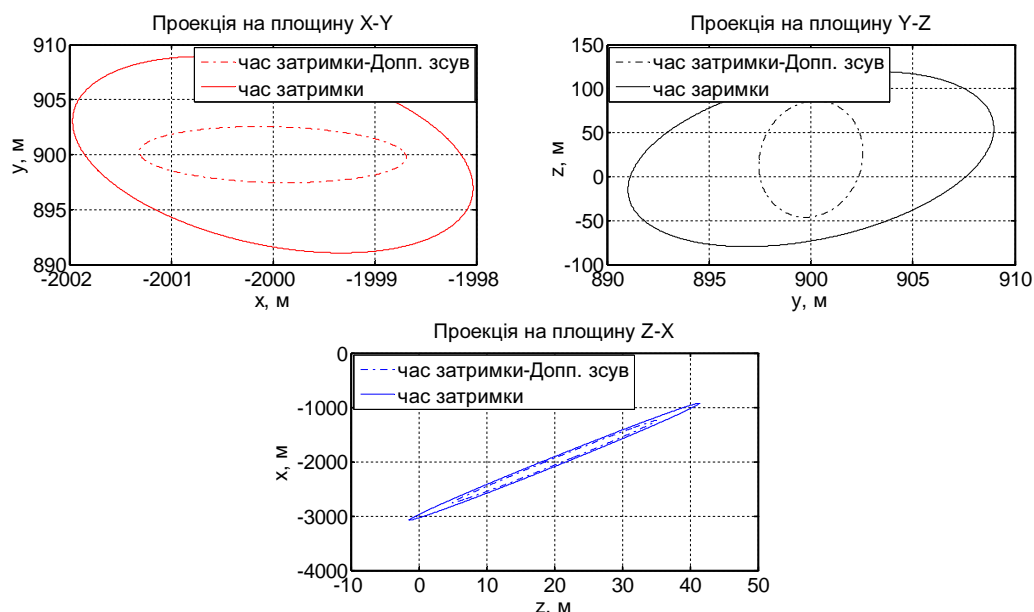 Проекція на площину X-Y
910
905
900
895
890
-2002
-2001
-2000
-1999
-1998
x, м
y, м
час затримки-Допп. зсув
час затримки
Проекція на площину Y-Z
150
100
50
0
-50
-100
890
895
900
905
910
y, м
z, м
час затримки-Допп. зсув
час заримки
Проекція на площину Z-X
0
-1000
-2000
-3000
-4000
-10
0
10
20
30
40
50
z, м
x, м
час затримки-Допп. зсув
час затримки